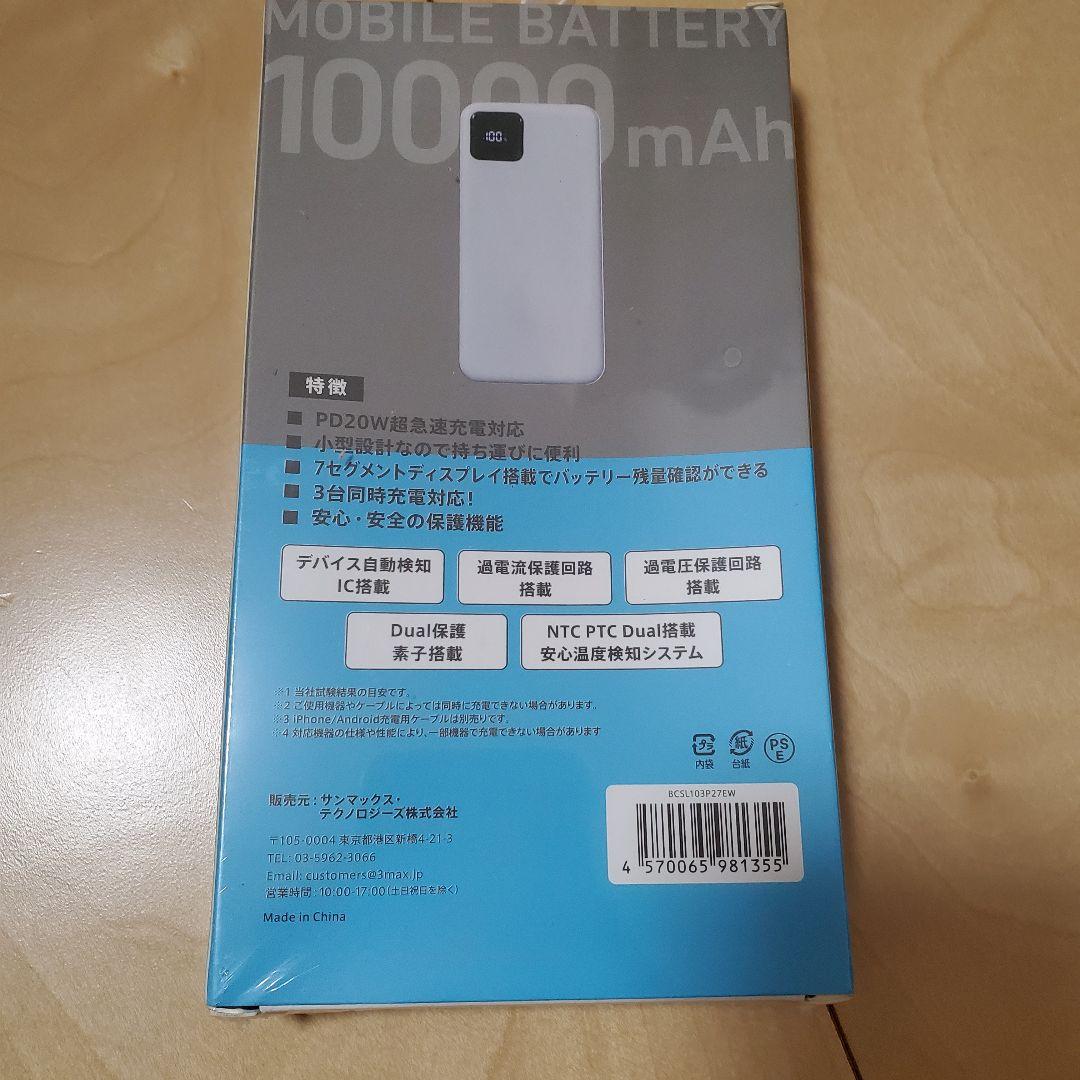 MOBILE BATTERY
10000mAh
100%
特徴
■ PD20W超急速充電対応
■ 小型設計なので持ち運びに便利
■ 7セグメントディスプレイ搭載でバッテリー残量確認ができる
■ 3台同時充電対応!
■ 安心・安全の保護機能
デバイス自動検知
IC搭載
過電流保護回路
搭載
過電圧保護回路
搭載
Dual保護
素子搭載
NTC PTC Dual搭載
安心温度検知システム
※1 当社試験結果の目安です。
※2 ご使用機器やケーブルによっては同時に充電できない場合があります。
※3 iPhone/Android充電用ケーブルは別売りです。
※4 対応機器の仕様や性能により、一部機器で充電できない場合があります
プラ
内袋
紙
台紙
PS
E
販売元:サンマックス・
テクノロジーズ株式会社
〒105-0004 東京都港区新橋4-21-3
TEL: 03-5962-3066
Email: customers@3max.jp
営業時間:10:00-17:00(土日祝日を除く)
Made in China
BCSL103P27EW
4 570065 981355